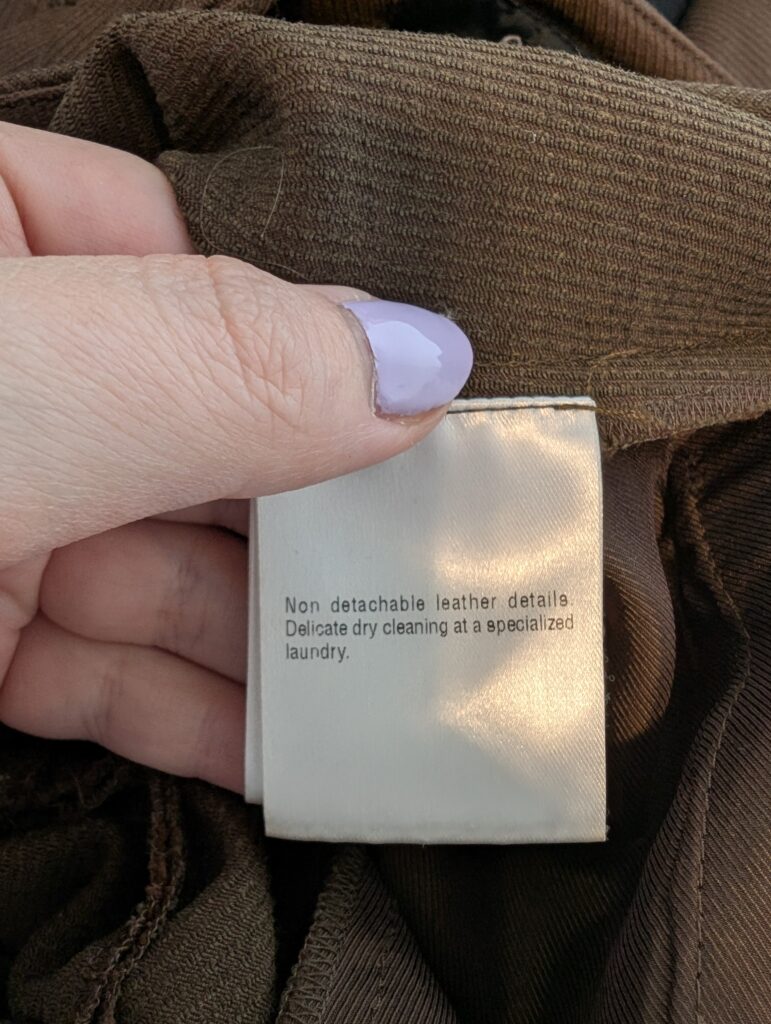 Non detachable leather details.
Delicate dry cleaning at a specialized
laundry.